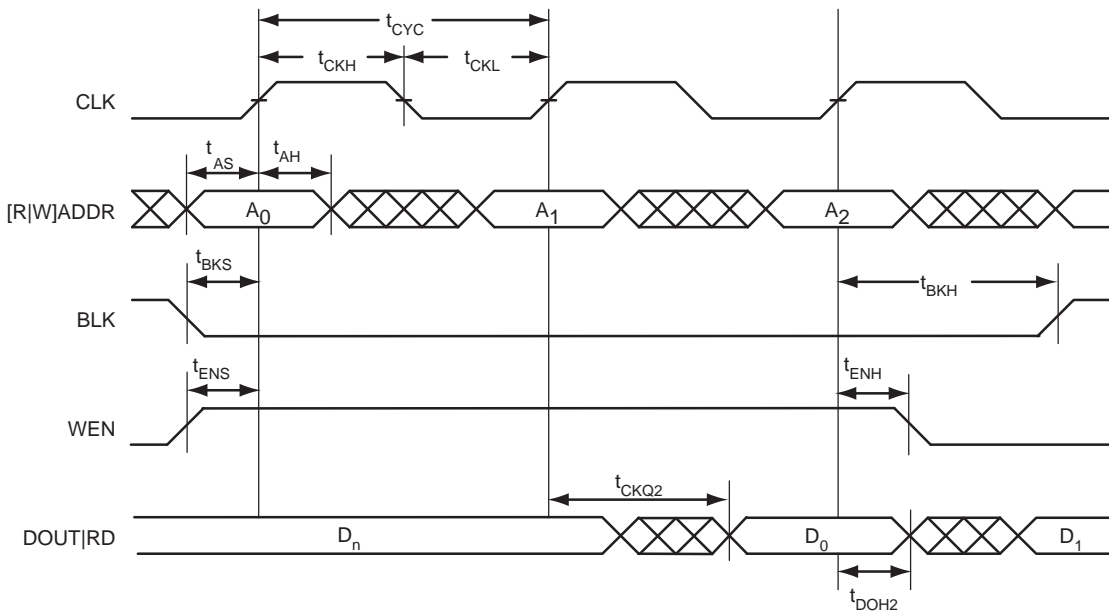 tCYC
tCKH tCKL
CLK
tAS tAH
[R|W]ADDR A0 A1 A2
tBKS tBKH
BLK
tENS tENH
WEN
tCKQ2
DOUT|RD Dn D0 D1
tDOH2